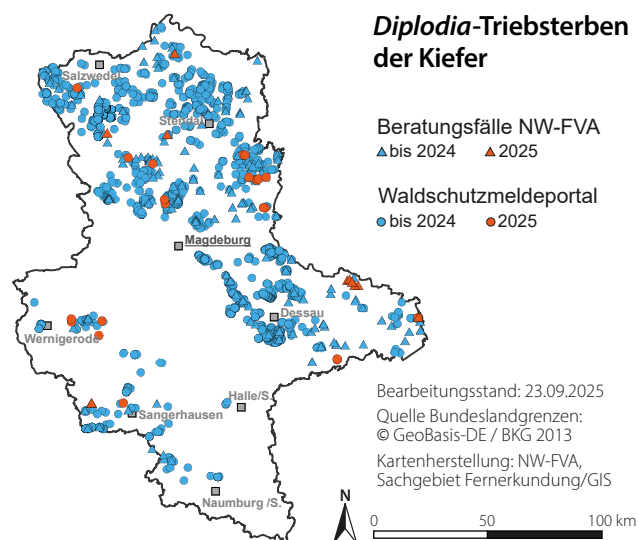 Diplodia-Triebsterben
der Kiefer
Beratungsfälle NW-FVA
bis 2024 2025
Waldschutzmeldeportal
bis 2024 2025
Salzwedel
Stendal
Magdeburg
Dessau
Wernigerode
Halle/S.
Sangerhausen
Naumburg /S.
Bearbeitungsstand: 23.09.2025
Quelle Bundeslandgrenzen:
© GeoBasis-DE / BKG 2013
Kartenherstellung: NW-FVA,
Sachgebiet Fernerkundung/GIS
N
0 50 100 km